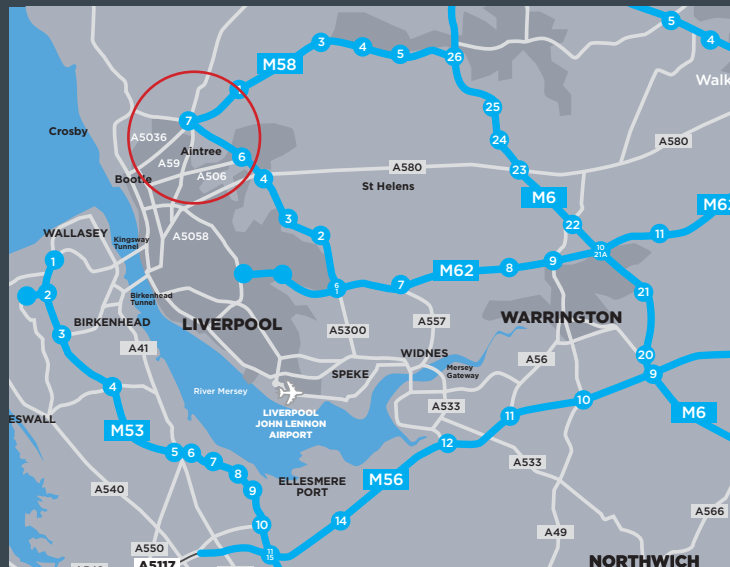 5
4
Walk
3
4
5
26
M58
7
25
24
A580
23
M6
M62
22
11
10
21A
9
8
M62
7
21
20
9
M6
Crosby
A5036
A59
Aintree
6
A506
Bootle
4
A580
St Helens
3
2
6
1
WALLASEY
Kingsway
Tunnel
A5058
1
2
3
BIRKENHEAD
Birkenhead
Tunnel
LIVERPOOL
A41
A5300
A557
WARRINGTON
WIDNES
Mersey
Gateway
A56
SPEKE
River Mersey
LIVERPOOL
JOHN LENNON
AIRPORT
A533
10
11
12
4
ESWALL
M53
5
6
7
8
9
10
11
15
ELLESMERE
PORT
M56
14
A533
A540
A550
A5117
A49
A566
NORTHWICH